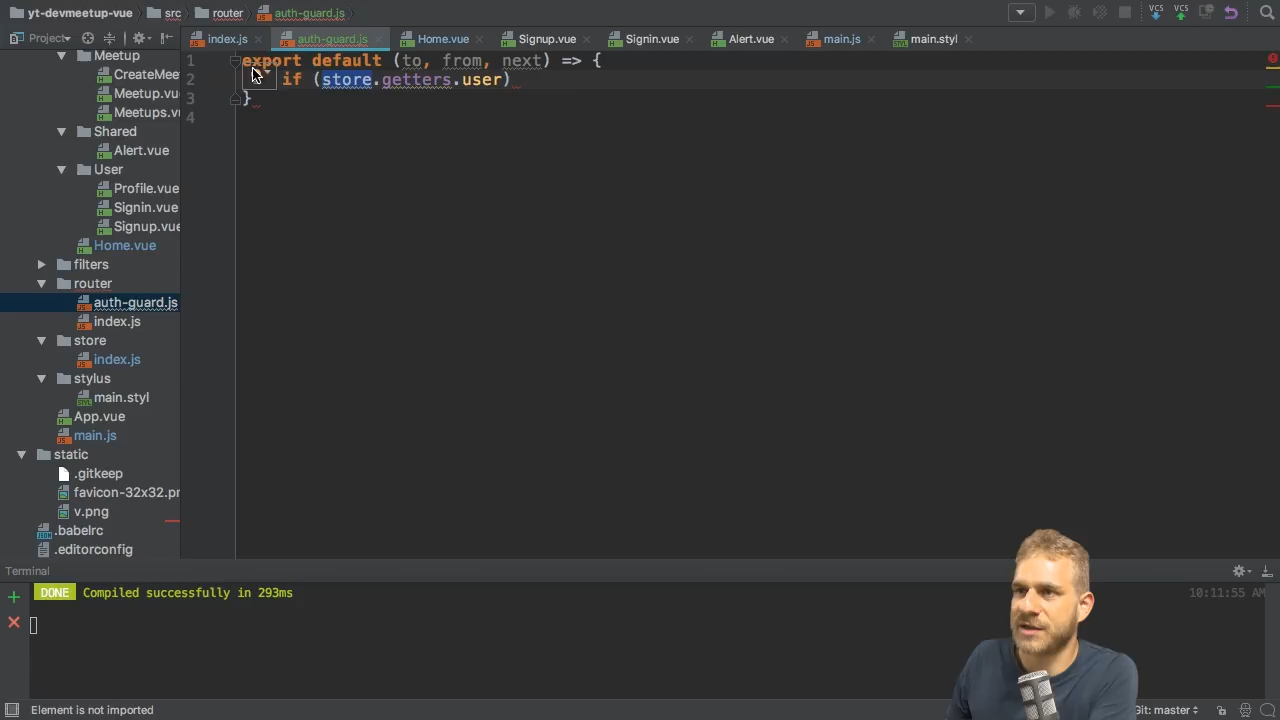 yt-devmeetup-vue src router auth-guard.js VCS VCS
Project index.js auth-guard.js Home.vue Signup.vue Signin.vue Alert.vue main.js main.styl
Meetup
CreateMeet
Meetup.vu
Meetups.v
Shared
Alert.vue
User
Profile.vue
Signin.vue
Signup.vue
Home.vue
filters
router
auth-guard.js
index.js
store
index.js
stylus
main.styl
App.vue
main.js
static
.gitkeep
favicon-32x32.pr
v.png
.babelrc
.editorconfig
1 export default (to, from, next) => {
2 if (store.getters.user)
3 }
4
Terminal
DONE Compiled successfully in 293ms
10:11:55 AM
Element is not imported
Git: master